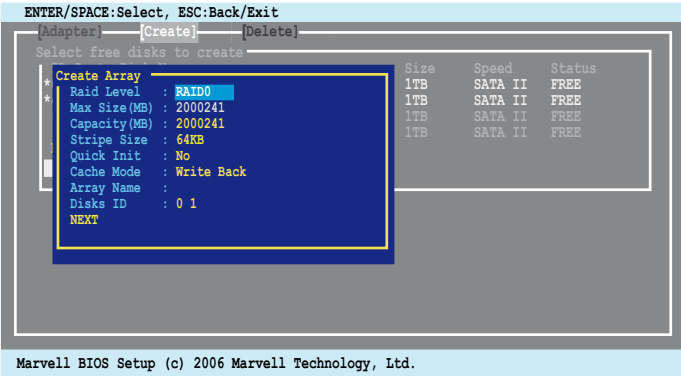 ENTER/SPACE:Select, ESC:Back/Exit
[Adapter] [Create] [Delete]
Select free disks to create
Size Speed Status
* 1TB SATA II FREE
* 1TB SATA II FREE
1TB SATA II FREE
1TB SATA II FREE
Create Array
Raid Level : RAID0
Max Size(MB) : 2000241
Capacity(MB) : 2000241
Stripe Size : 64KB
Quick Init : No
Cache Mode : Write Back
Array Name :
Disks ID : 0 1
NEXT
Marvell BIOS Setup (c) 2006 Marvell Technology, Ltd.